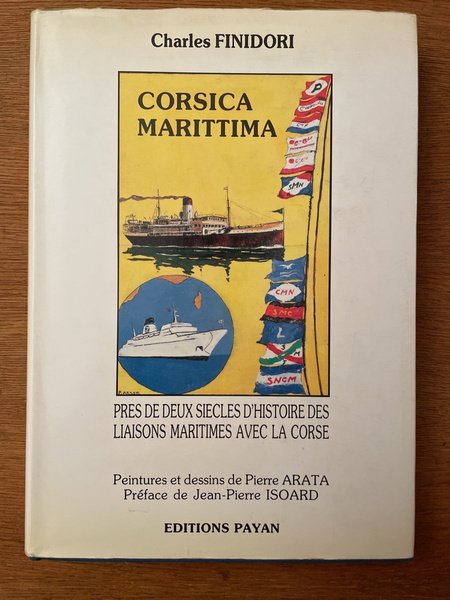 Charles FINIDORI
CORSICA
MARITTIMA
P
SMN
CMN
SMC
L
SNCM
PRES DE DEUX SIECLES D'HISTOIRE DES
LIAISONS MARITIMES AVEC LA CORSE
Peintures et dessins de Pierre ARATA
Préface de Jean-Pierre ISOARD
EDITIONS PAYAN